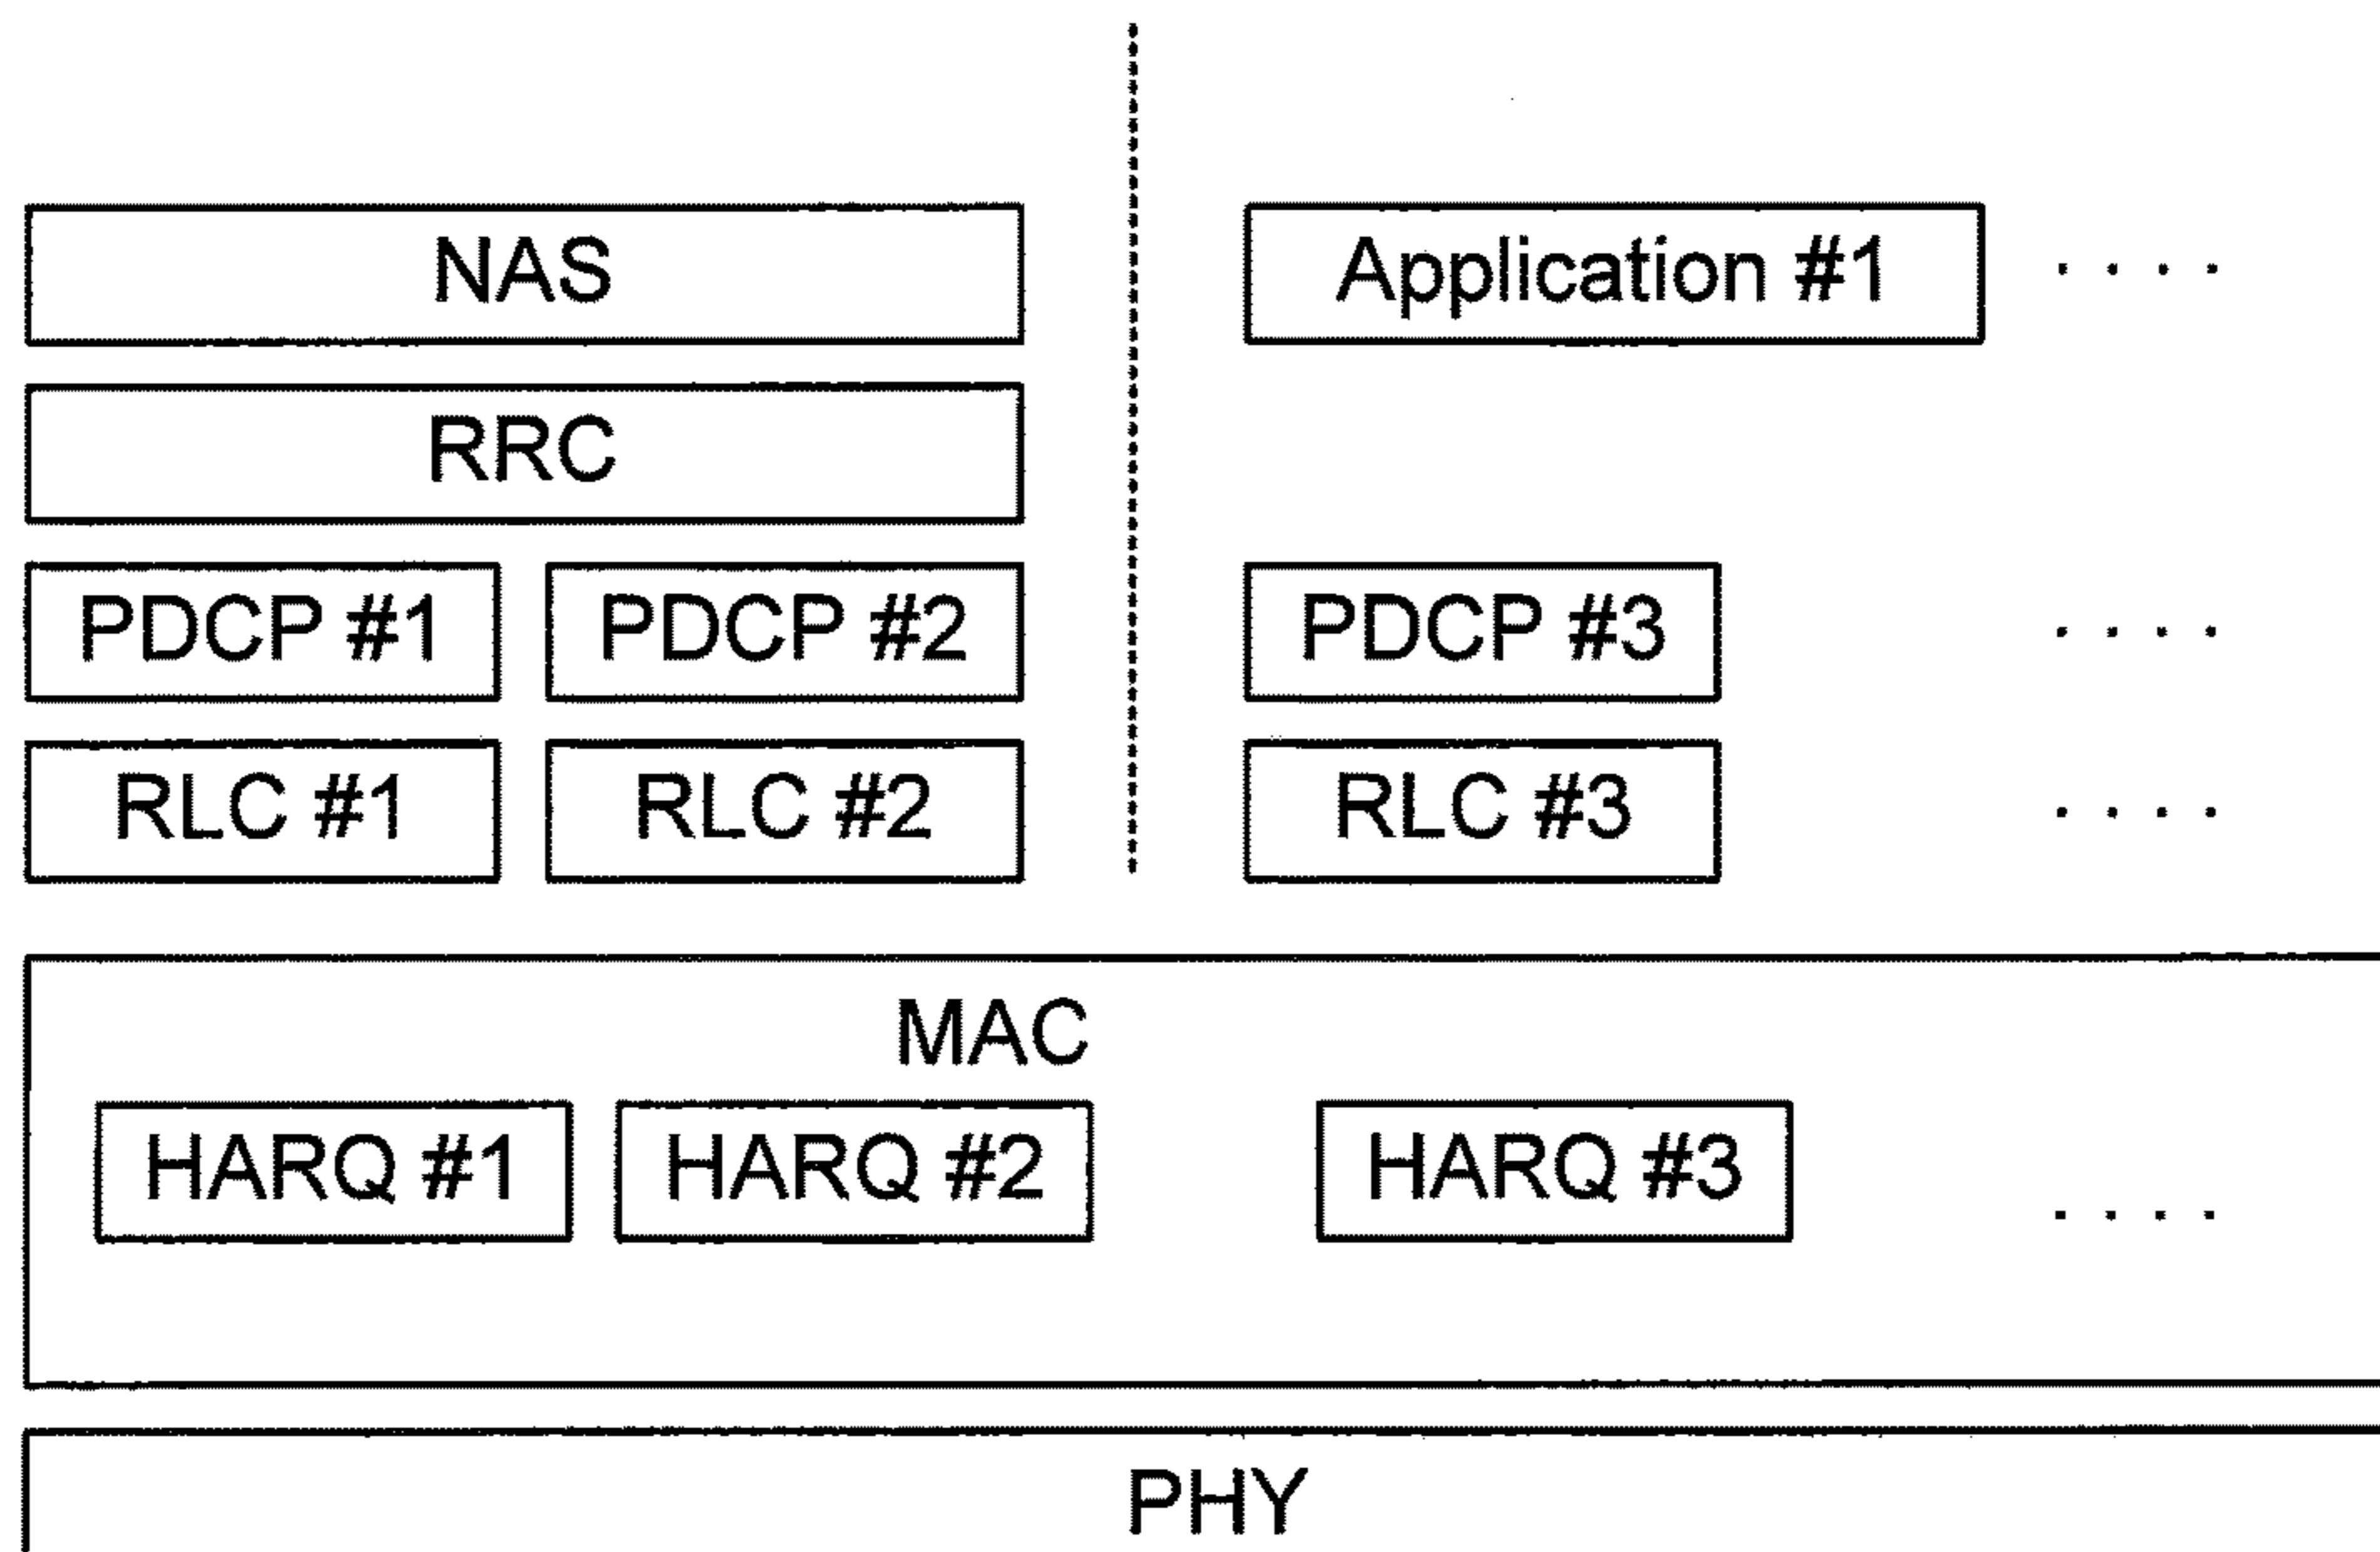 NAS Application #1 . . . .
RRC
PDCP #1 PDCP #2 PDCP #3 . . . .
RLC #1 RLC #2 RLC #3 . . . .
MAC
HARQ #1 HARQ #2 HARQ #3 . . . .
PHY